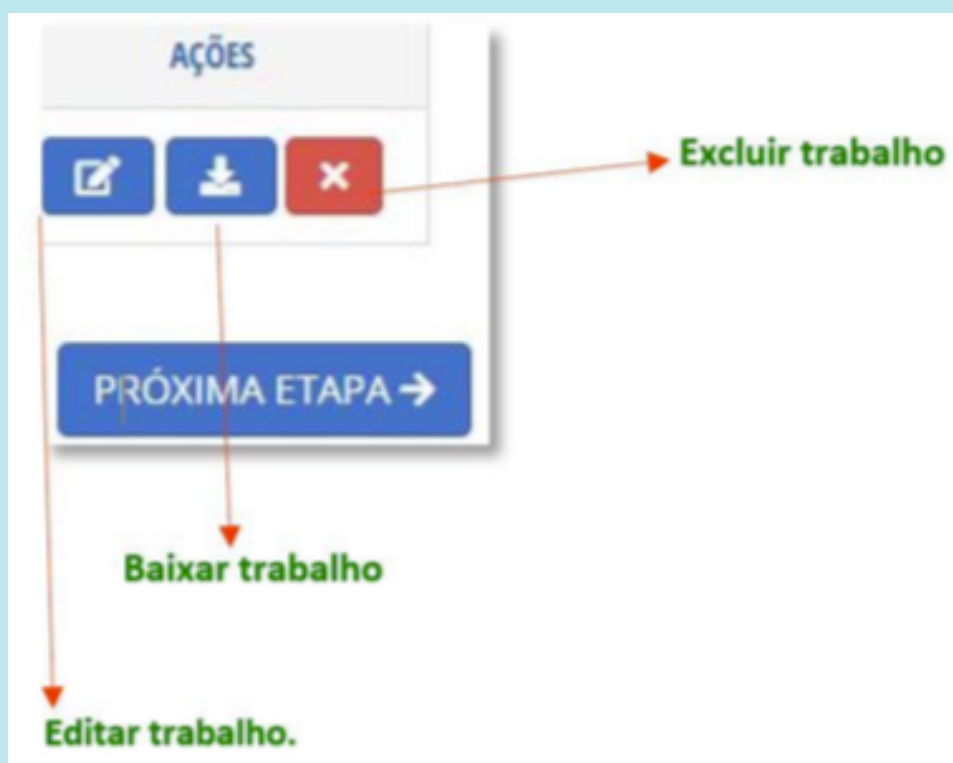 AÇÕES
Excluir trabalho
PRÓXIMA ETAPA →
Baixar trabalho
Editar trabalho.